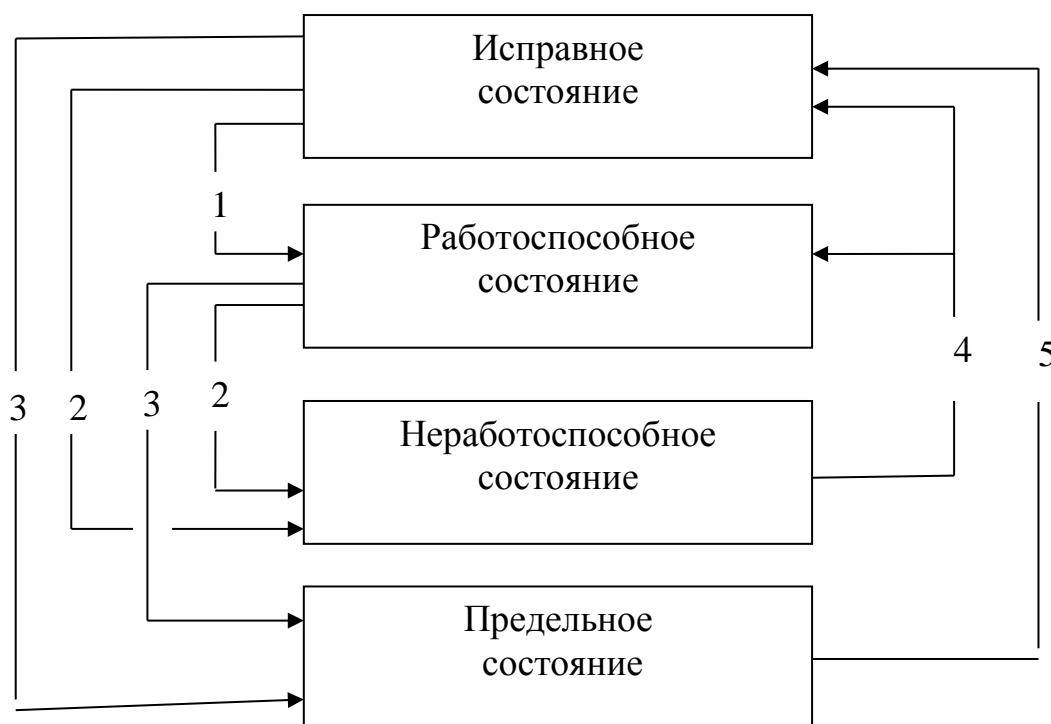 Исправное
состояние
1
Работоспособное
состояние
4
5
3
2
3
2
Неработоспособное
состояние
Предельное
состояние